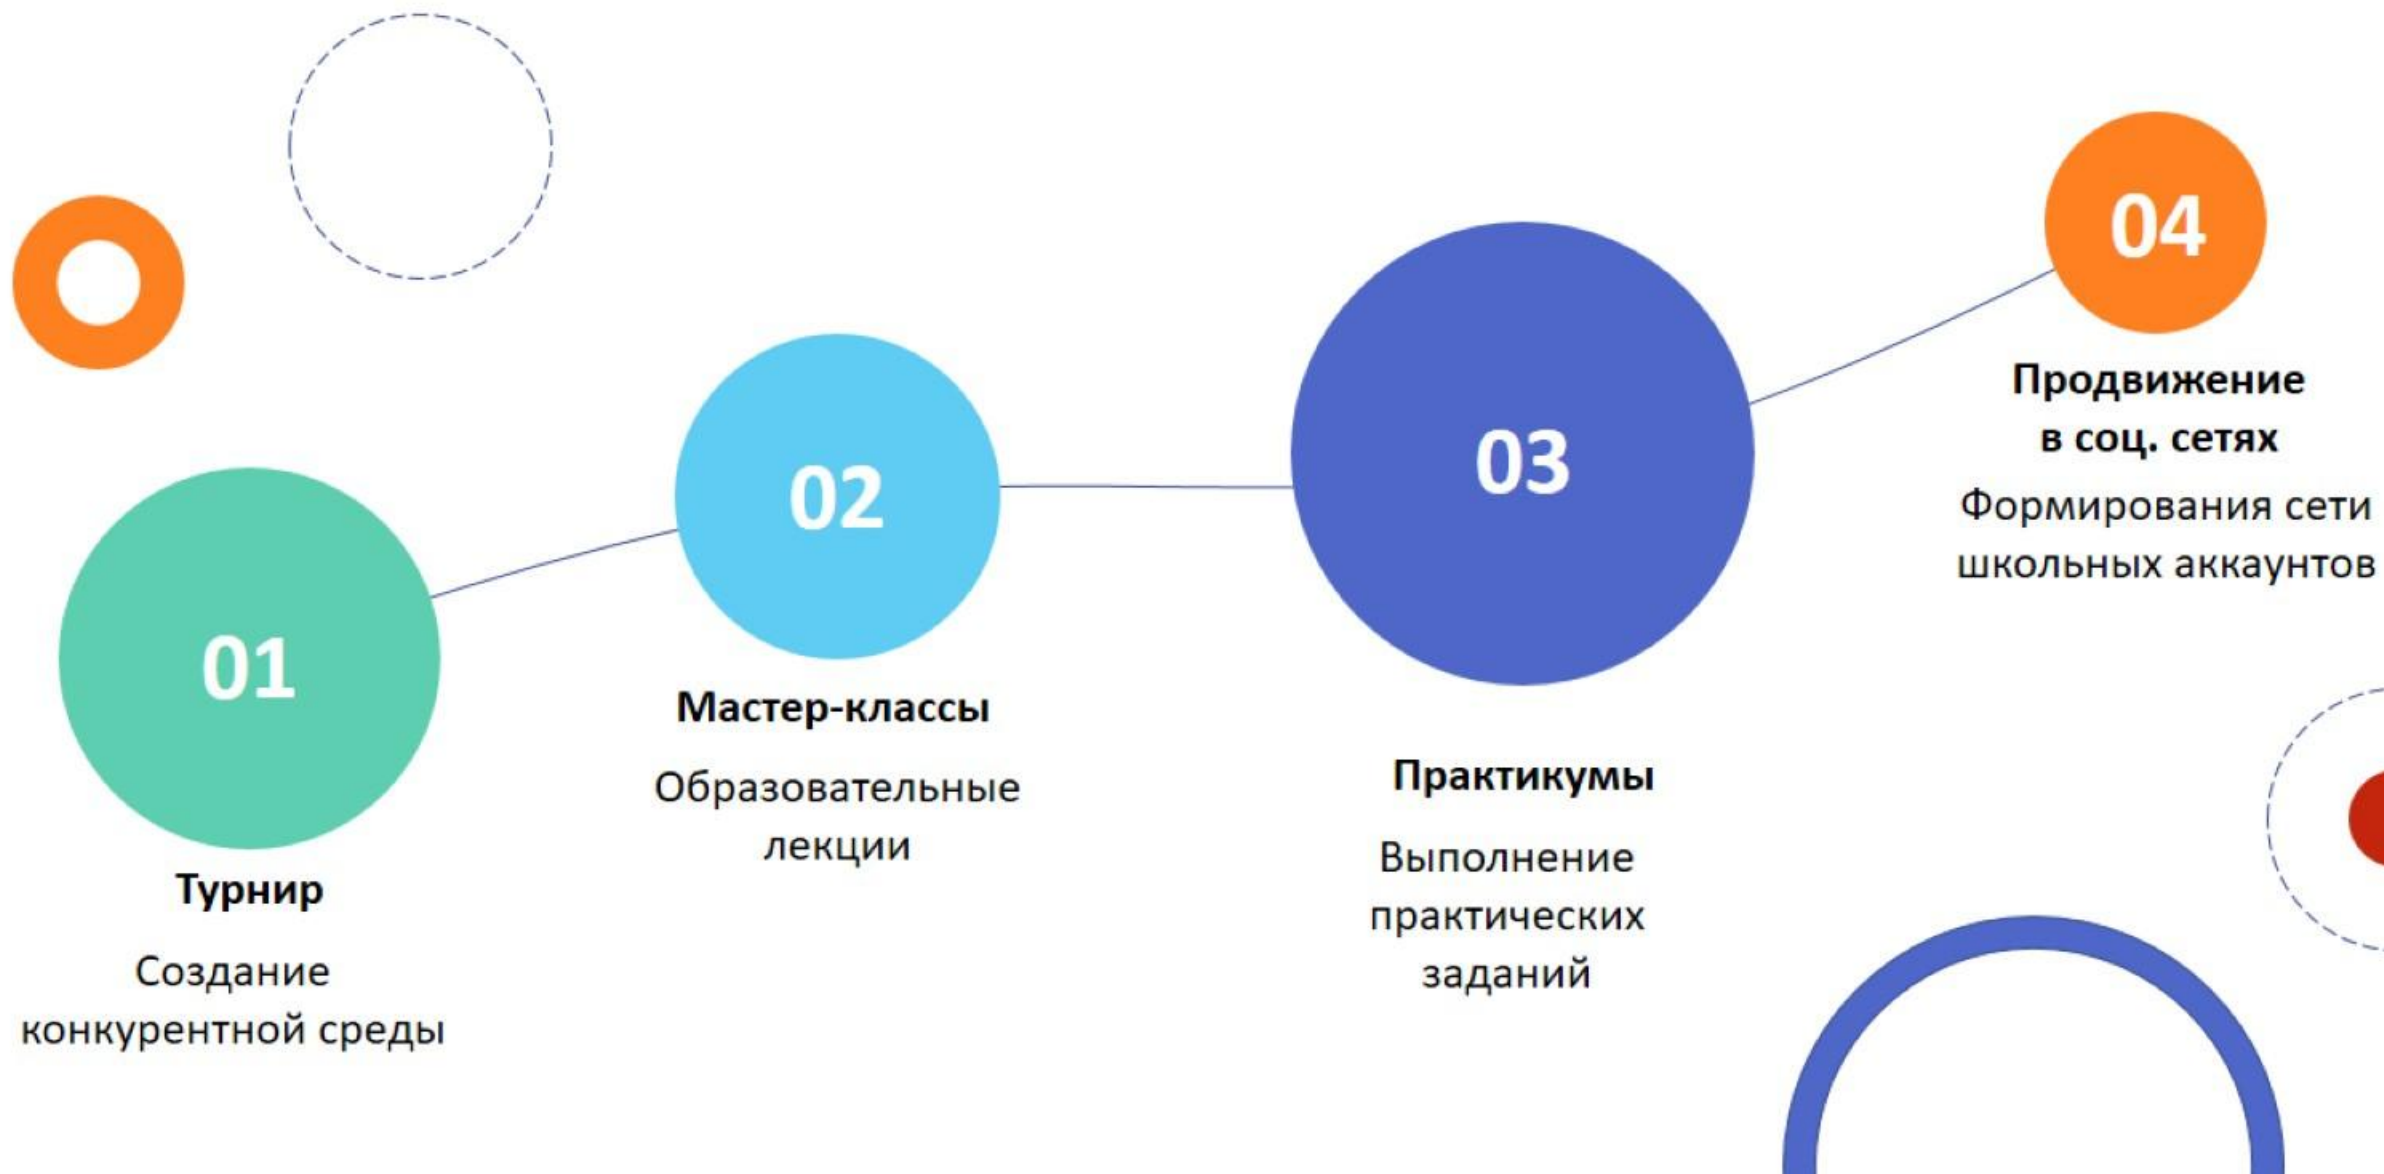 01
Турнир
Создание
конкурентной среды
02
Мастер-классы
Образовательные
лекции
03
Практикумы
Выполнение
практических
заданий
04
Продвижение
в соц. сетях
Формирования сети
школьных аккаунтов